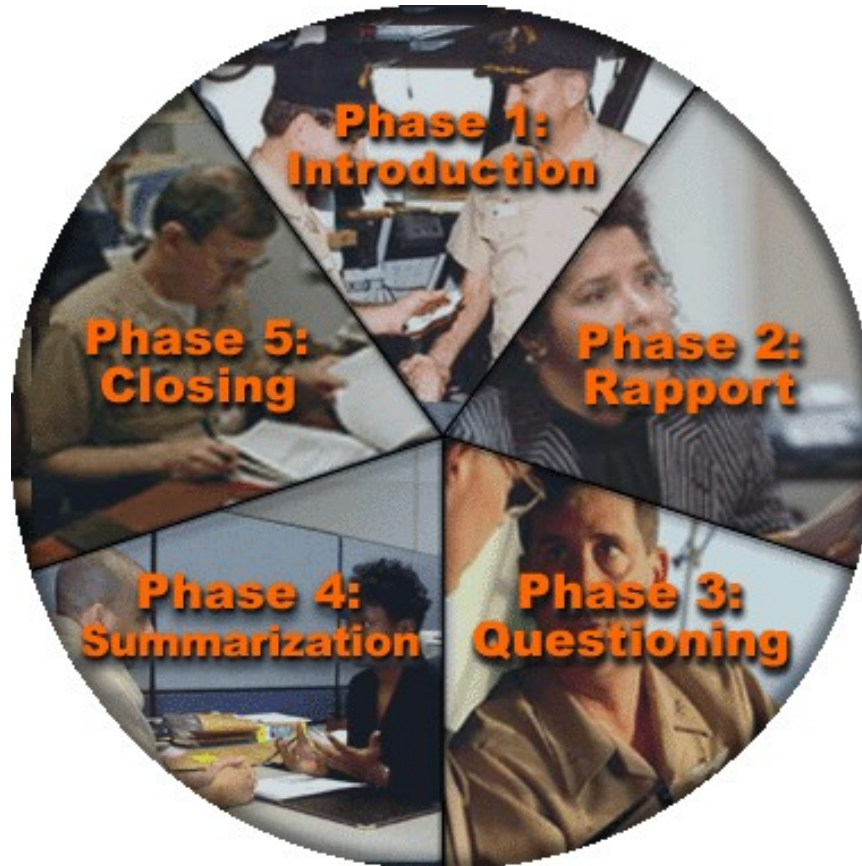 Phase 1:
Introduction
Phase 2:
Rapport
Phase 3:
Questioning
Phase 4:
Summarization
Phase 5:
Closing